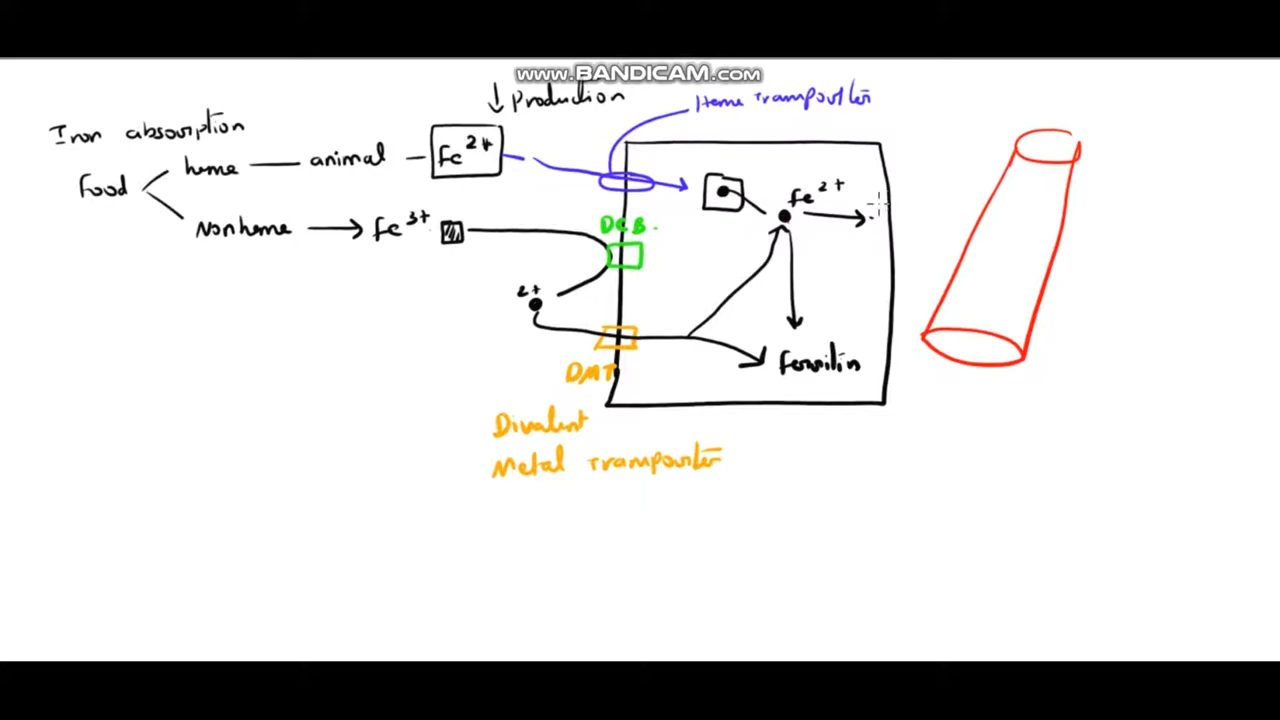 www.BANDICAM.com
↓ Production
Heme transporter
Iron absorption
Food
heme — animal — Fe2+
Nonheme → Fe3+
DCB.
Fe2+
2+
DMT
ferritin
Divalent
Metal transporter